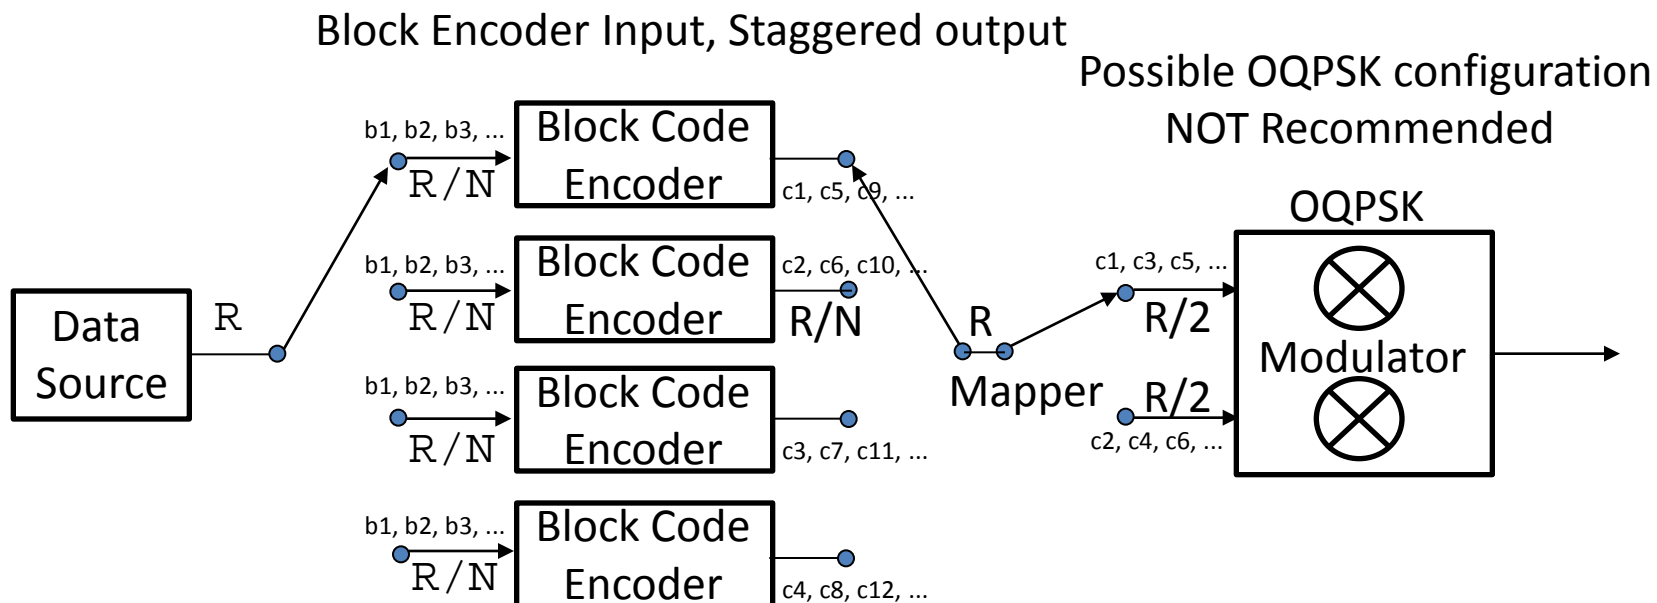 Block Encoder Input, Staggered output
Possible OQPSK configuration
NOT Recommended
b1, b2, b3, ...
R/N
Block Code
Encoder
c1, c5, c9, ...
b1, b2, b3, ...
R/N
Block Code
Encoder
c2, c6, c10, ...
R/N
Data
Source
R
b1, b2, b3, ...
R/N
Block Code
Encoder
c3, c7, c11, ...
b1, b2, b3, ...
R/N
Block Code
Encoder
c4, c8, c12, ...
R
Mapper
c1, c3, c5, ...
R/2
R/2
c2, c4, c6, ...
OQPSK
Modulator